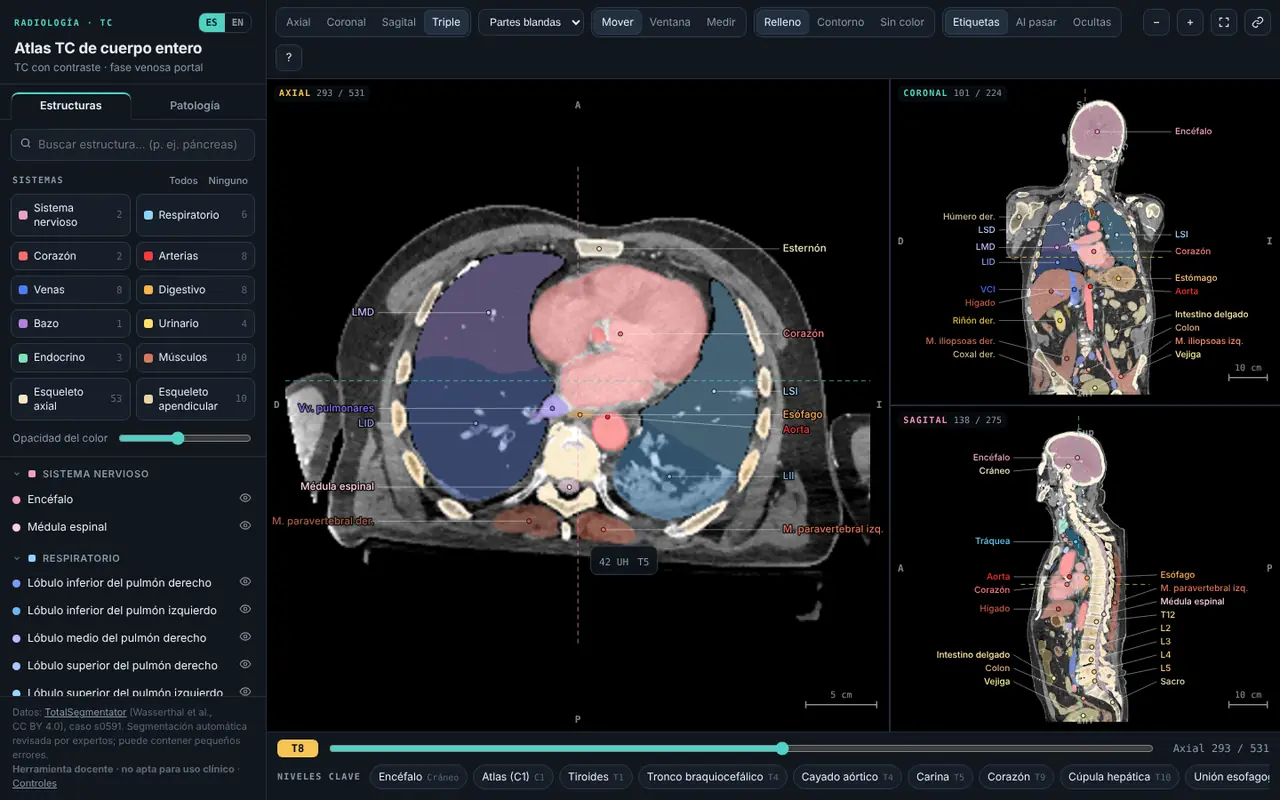 RADIOLOGÍA · TC
ES EN
Atlas TC de cuerpo entero
TC con contraste · fase venosa portal
Estructuras Patología
Buscar estructura... (p. ej. páncreas)
SISTEMAS Todos Ninguno
Sistema nervioso 2
Respiratorio 6
Corazón 2
Arterias 8
Venas 8
Digestivo 8
Bazo 1
Urinario 4
Endocrino 3
Músculos 10
Esqueleto axial 53
Esqueleto apendicular 10
Opacidad del color
SISTEMA NERVIOSO
Encéfalo
Médula espinal
RESPIRATORIO
Lóbulo inferior del pulmón derecho
Lóbulo inferior del pulmón izquierdo
Lóbulo medio del pulmón derecho
Lóbulo superior del pulmón derecho
Lóbulo superior del pulmón izquierdo
Datos: TotalSegmentator (Wasserthal et al.,
CC BY 4.0), caso s0591. Segmentación automática
revisada por expertos; puede contener pequeños
errores.
Herramienta docente · no apta para uso clínico ·
Controles
Axial Coronal Sagital Triple
Partes blandas
Mover Ventana Medir
Relleno Contorno Sin color
Etiquetas Al pasar Ocultas
− +
?
AXIAL 293 / 531
A
D
I
P
Esternón
LMD
Corazón
LSI
Vv. pulmonares
Esófago
LID
Aorta
LII
Médula espinal
M. paravertebral der.
M. paravertebral izq.
42 UH T5
5 cm
CORONAL 101 / 224
Encéfalo
Húmero der.
LSD
LSI
LMD
Corazón
LID
D
I
Estómago
VCI
Aorta
Hígado
Intestino delgado
Riñón der.
Colon
M. iliopsoas der.
M. iliopsoas izq.
Coxal der.
Vejiga
Inf
10 cm
SAGITAL 138 / 275
Sup
Encéfalo
Cráneo
Tráquea
A
P
Aorta
Esófago
Corazón
M. paravertebral izq.
Médula espinal
Hígado
T12
L2
L3
Intestino delgado
L4
Colon
L5
Vejiga
Sacro
10 cm
T8
Axial 293 / 531
NIVELES CLAVE
Encéfalo Cráneo
Atlas (C1) C1
Tiroides T1
Tronco braquiocefálico T4
Cayado aórtico T4
Carina T5
Corazón T9
Cúpula hepática T10
Unión esofagog